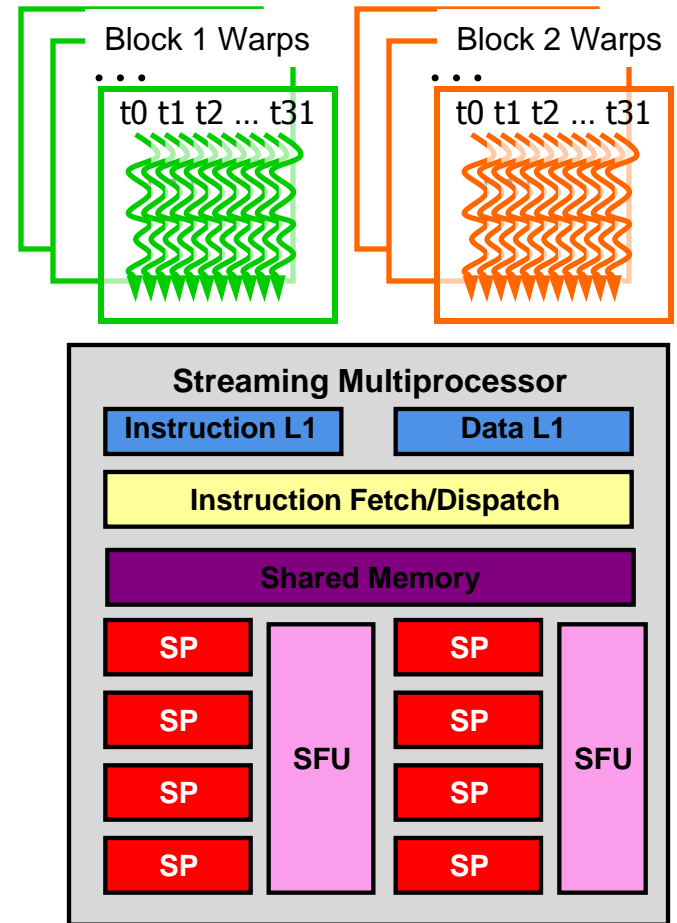 Block 1 Warps Block 2 Warps
. . . . . .
t0 t1 t2 ... t31 t0 t1 t2 ... t31
Streaming Multiprocessor
Instruction L1 Data L1
Instruction Fetch/Dispatch
Shared Memory
SP SP
SP SP
SFU SFU
SP SP
SP SP